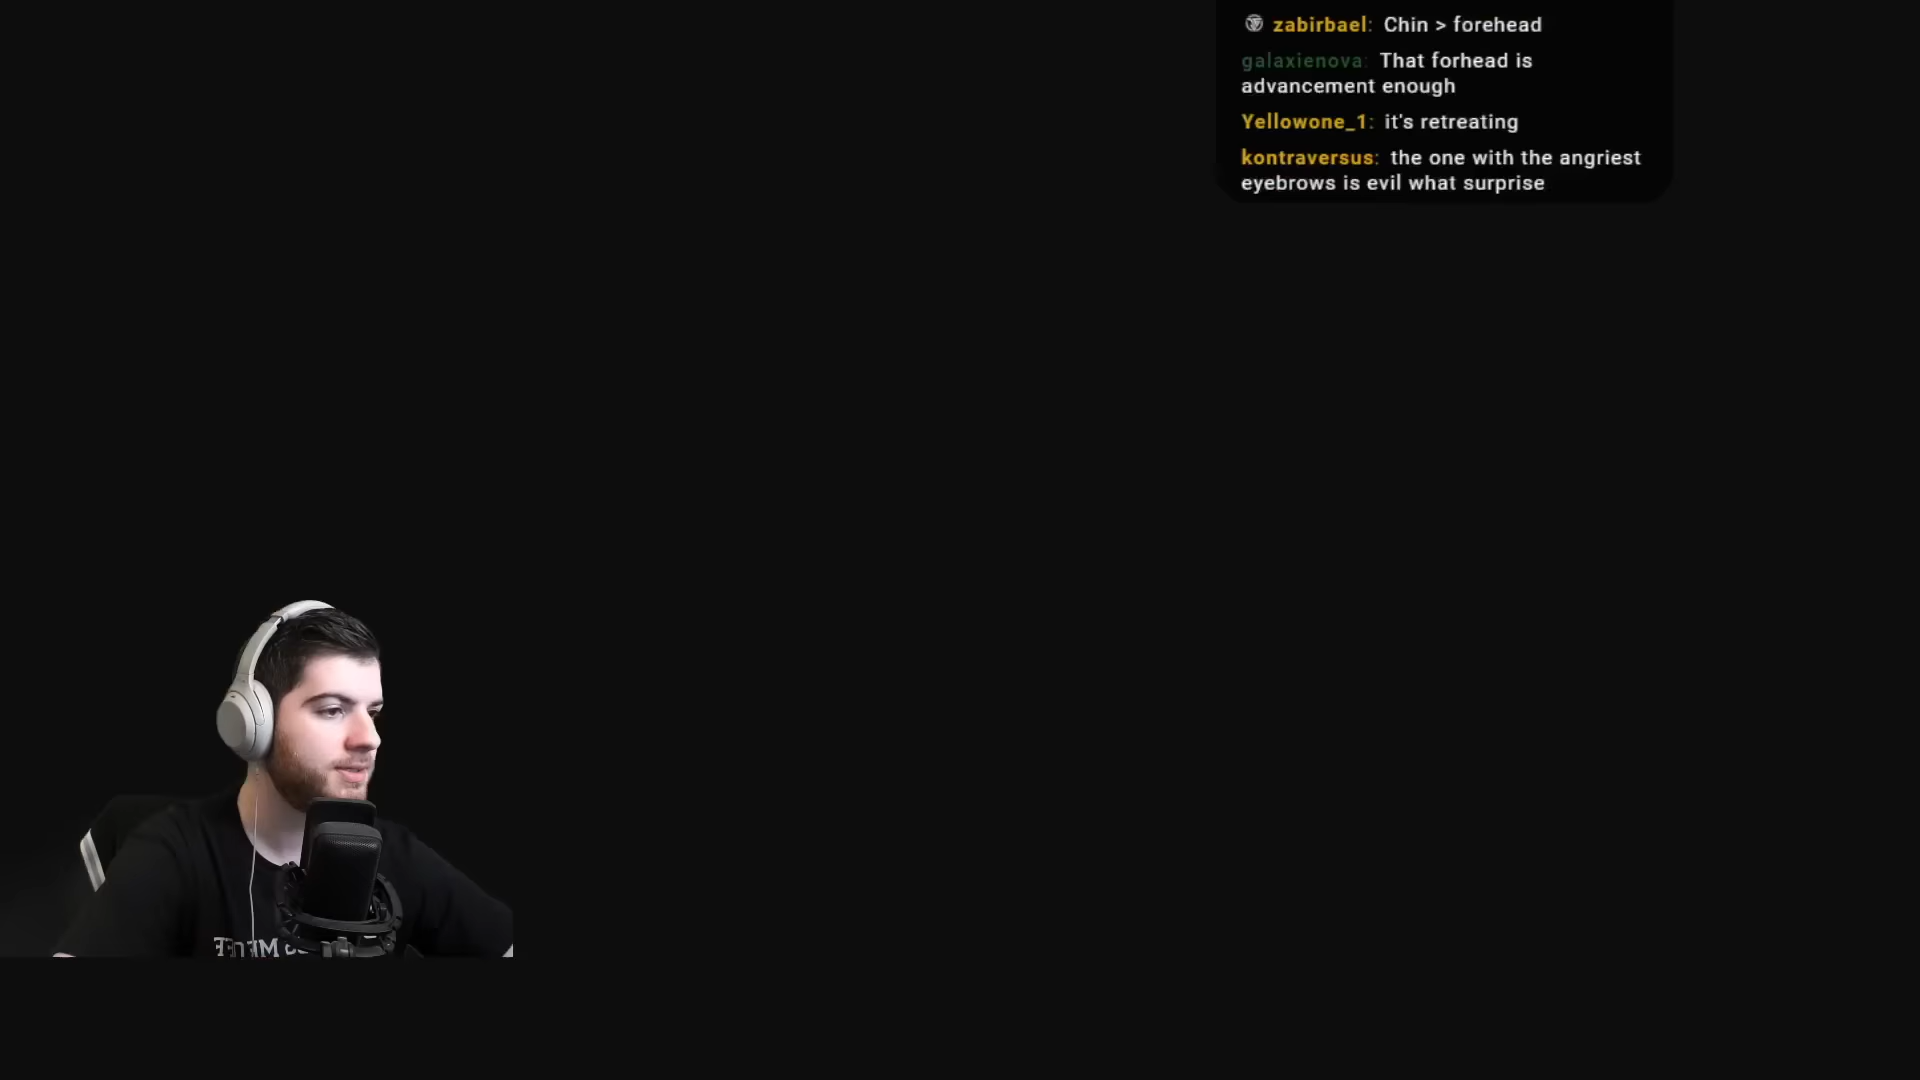 zabirbael: Chin > forehead
galaxienova: That forhead is
advancement enough
Yellowone_1: it's retreating
kontraversus: the one with the angriest
eyebrows is evil what surprise